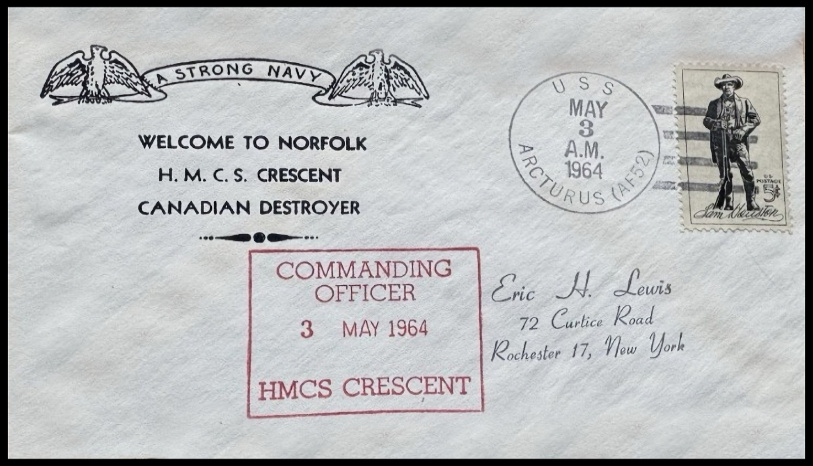 A STRONG NAVY
WELCOME TO NORFOLK
H. M. C. S. CRESCENT
CANADIAN DESTROYER
USS
MAY
3
A.M.
1964
ARCTURUS (AF52)
U.S.
POSTAGE
5¢
Sam Houston
COMMANDING
OFFICER
3 MAY 1964
HMCS CRESCENT
Eric H. Lewis
72 Curtice Road
Rochester 17, New York